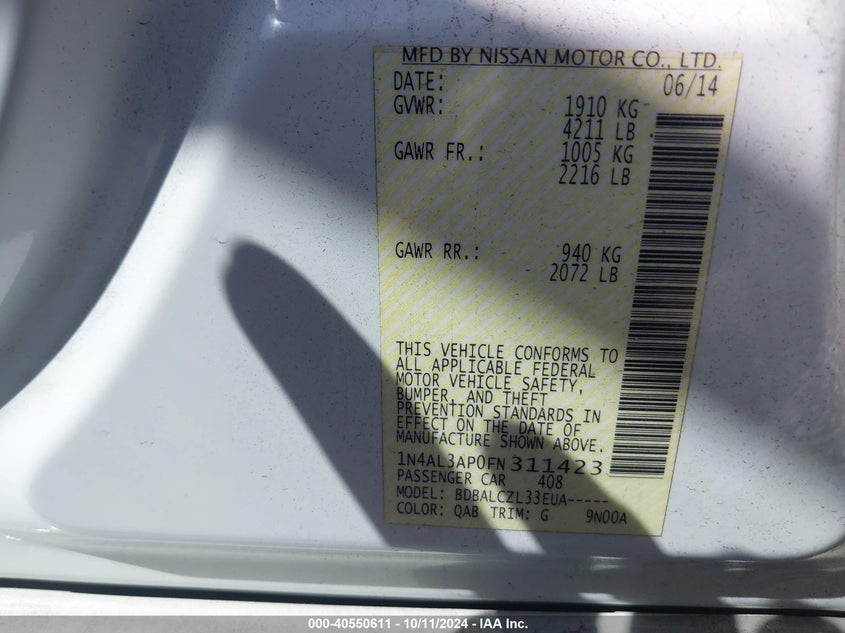 MFD BY NISSAN MOTOR CO., LTD.
DATE: 06/14
GVWR: 1910 KG
4211 LB
GAWR FR.: 1005 KG
2216 LB
GAWR RR.: 940 KG
2072 LB
THIS VEHICLE CONFORMS TO
ALL APPLICABLE FEDERAL
MOTOR VEHICLE SAFETY,
BUMPER, AND THEFT
PREVENTION STANDARDS IN
EFFECT ON THE DATE OF
MANUFACTURE SHOWN ABOVE.
1N4AL3AP0FN311423
PASSENGER CAR 408
MODEL: BDBALCZL33EUA-----
COLOR: QAB TRIM: G 9N00A
000-40550611 - 10/11/2024 - IAA Inc.